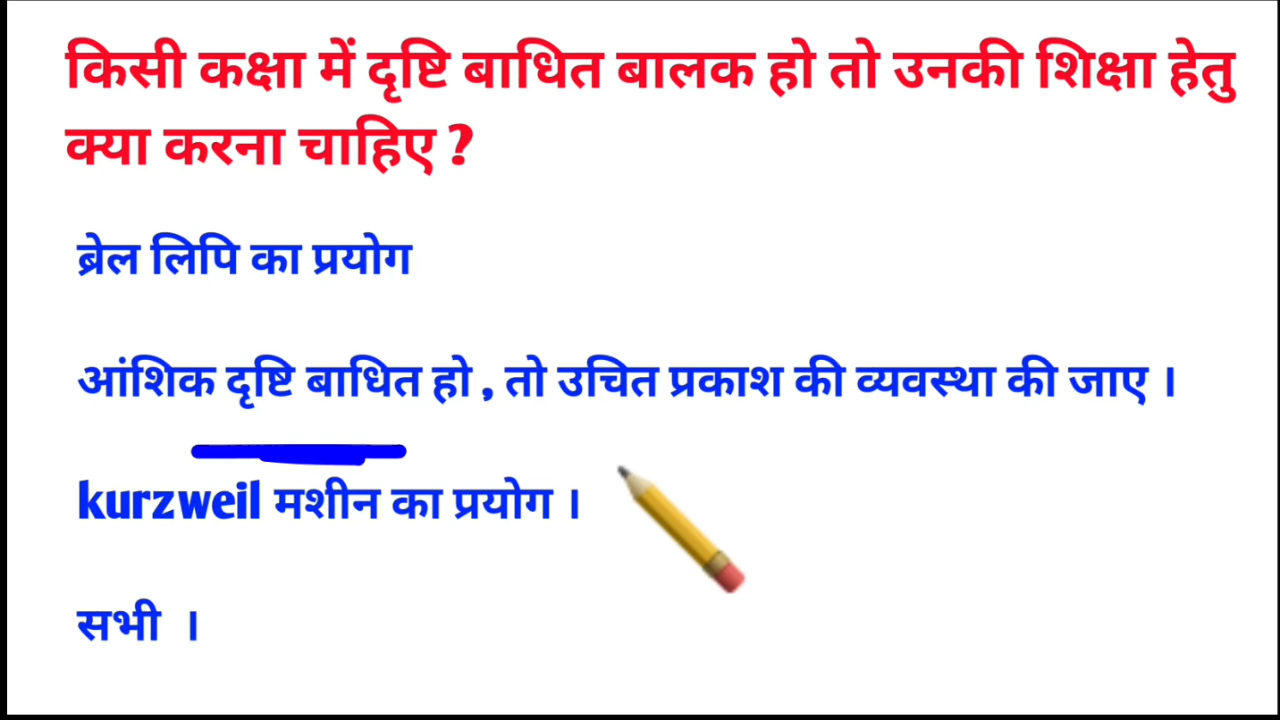 किसी कक्षा में दृष्टि बाधित बालक हो तो उनकी शिक्षा हेतु
क्या करना चाहिए ?
ब्रेल लिपि का प्रयोग
आंशिक दृष्टि बाधित हो , तो उचित प्रकाश की व्यवस्था की जाए ।
kurzweil मशीन का प्रयोग ।
सभी ।